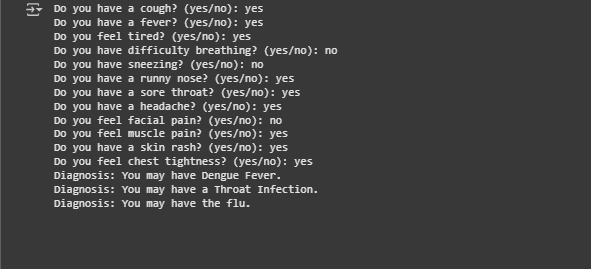 Do you have a cough? (yes/no): yes
Do you have a fever? (yes/no): yes
Do you feel tired? (yes/no): yes
Do you have difficulty breathing? (yes/no): no
Do you have sneezing? (yes/no): no
Do you have a runny nose? (yes/no): yes
Do you have a sore throat? (yes/no): yes
Do you have a headache? (yes/no): yes
Do you feel facial pain? (yes/no): no
Do you feel muscle pain? (yes/no): yes
Do you have a skin rash? (yes/no): yes
Do you feel chest tightness? (yes/no): yes
Diagnosis: You may have Dengue Fever.
Diagnosis: You may have a Throat Infection.
Diagnosis: You may have the flu.